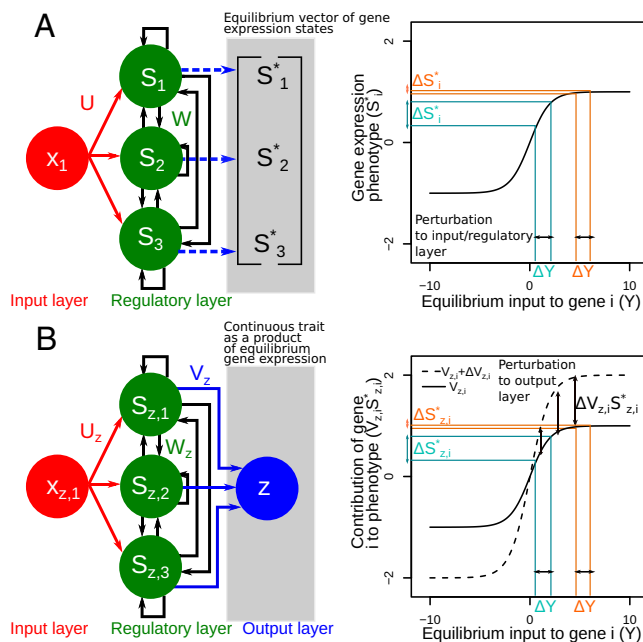 A
Equilibrium vector of gene
expression states
S1
S2
S3
U
W
x1
S*1
S*2
S*3
Input layer
Regulatory layer
Gene expression
phenotype (S*i)
2
0
−2
ΔS*i
ΔS*i
Perturbation
to input/regulatory
layer
ΔY
ΔY
−10
0
10
Equilibrium input to gene i (Y)
B
Continuous trait
as a product
of equilibrium
gene expression
Vz
Uz
Wz
Sz,1
Sz,2
Sz,3
xz,1
z
Input layer
Regulatory layer
Output layer
Contribution of gene
i to phenotype (Vz,iS*z,i)
2
0
−2
Vz,i+ΔVz,i
Vz,i
Perturbation
to output
layer
ΔVz,iS*z,i
ΔS*z,i
ΔS*z,i
ΔY
ΔY
−10
0
10
Equilibrium input to gene i (Y)